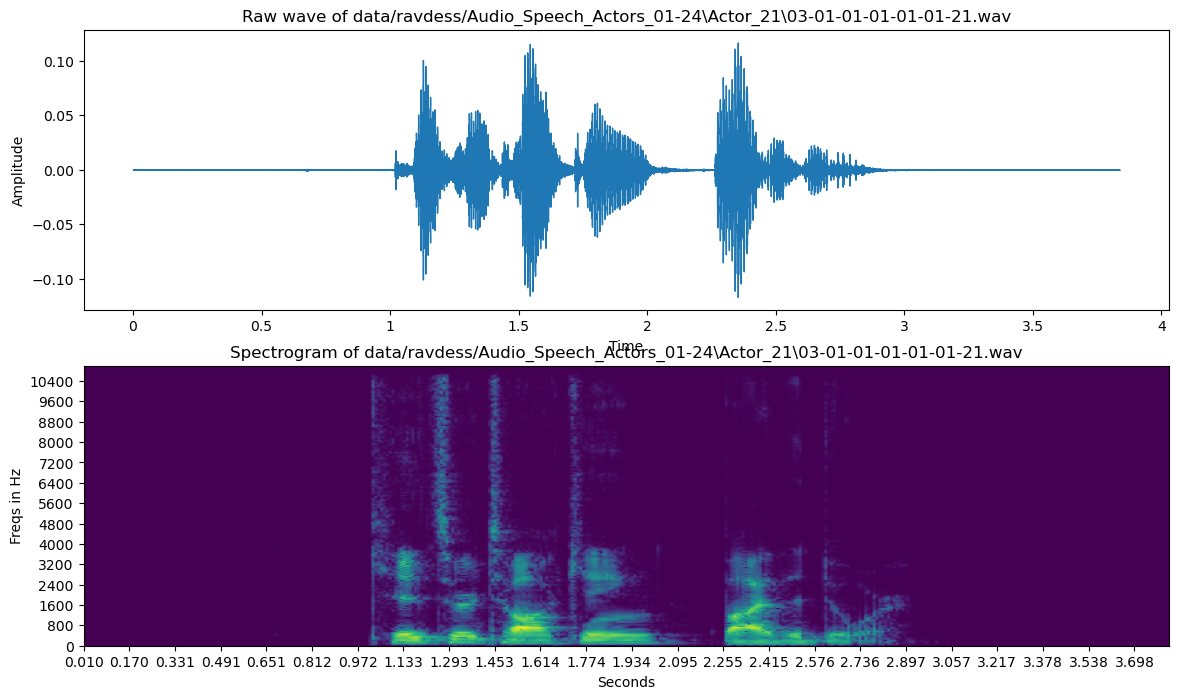 Raw wave of data/ravdess/Audio_Speech_Actors_01-24\Actor_21\03-01-01-01-01-01-21.wav
0.10
0.05
0.00
−0.05
−0.10
Amplitude
0 0.5 1 1.5 2 2.5 3 3.5 4
Time
Spectrogram of data/ravdess/Audio_Speech_Actors_01-24\Actor_21\03-01-01-01-01-01-21.wav
10400
9600
8800
8000
7200
6400
5600
4800
4000
3200
2400
1600
800
0
Freqs in Hz
0.010 0.170 0.331 0.491 0.651 0.812 0.972 1.133 1.293 1.453 1.614 1.774 1.934 2.095 2.255 2.415 2.576 2.736 2.897 3.057 3.217 3.378 3.538 3.698
Seconds